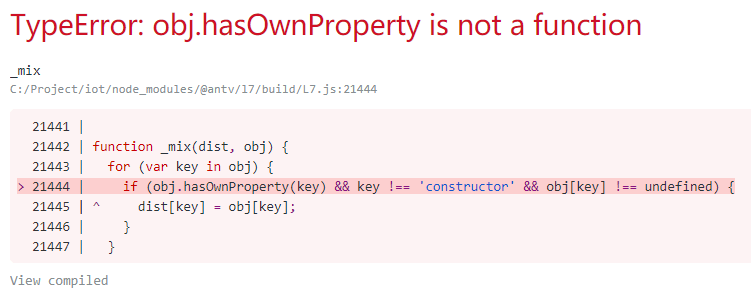 TypeError: obj.hasOwnProperty is not a function
_mix
C:/Project/iot/node_modules/@antv/l7/build/L7.js:21444
21441 |
21442 | function _mix(dist, obj) {
21443 |   for (var key in obj) {
> 21444 |     if (obj.hasOwnProperty(key) && key !== 'constructor' && obj[key] !== undefined) {
21445 | ^     dist[key] = obj[key];
21446 |     }
21447 |   }
View compiled